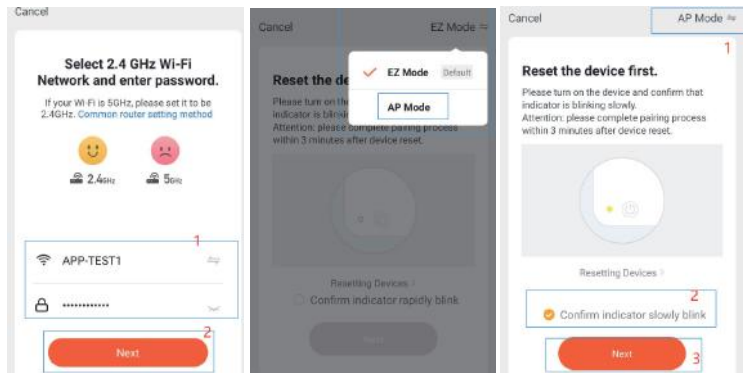 Cancel
Select 2.4 GHz Wi-Fi
Network and enter password.
If your Wi-Fi is 5GHz, please set it to be
2.4GHz. Common router setting method
2.4GHz
5GHz
1
APP-TEST1
2
Next
Cancel
EZ Mode
EZ Mode
Default
AP Mode
Reset the de
Please turn on the
indicator is blinki
Attention: please complete pairing process
within 3 minutes after device reset.
Resetting Devices
Confirm indicator rapidly blink
Next
Cancel
AP Mode
1
Reset the device first.
Please turn on the device and confirm that
indicator is blinking slowly.
Attention: please complete pairing process
within 3 minutes after device reset.
Resetting Devices
2
Confirm indicator slowly blink
Next
3